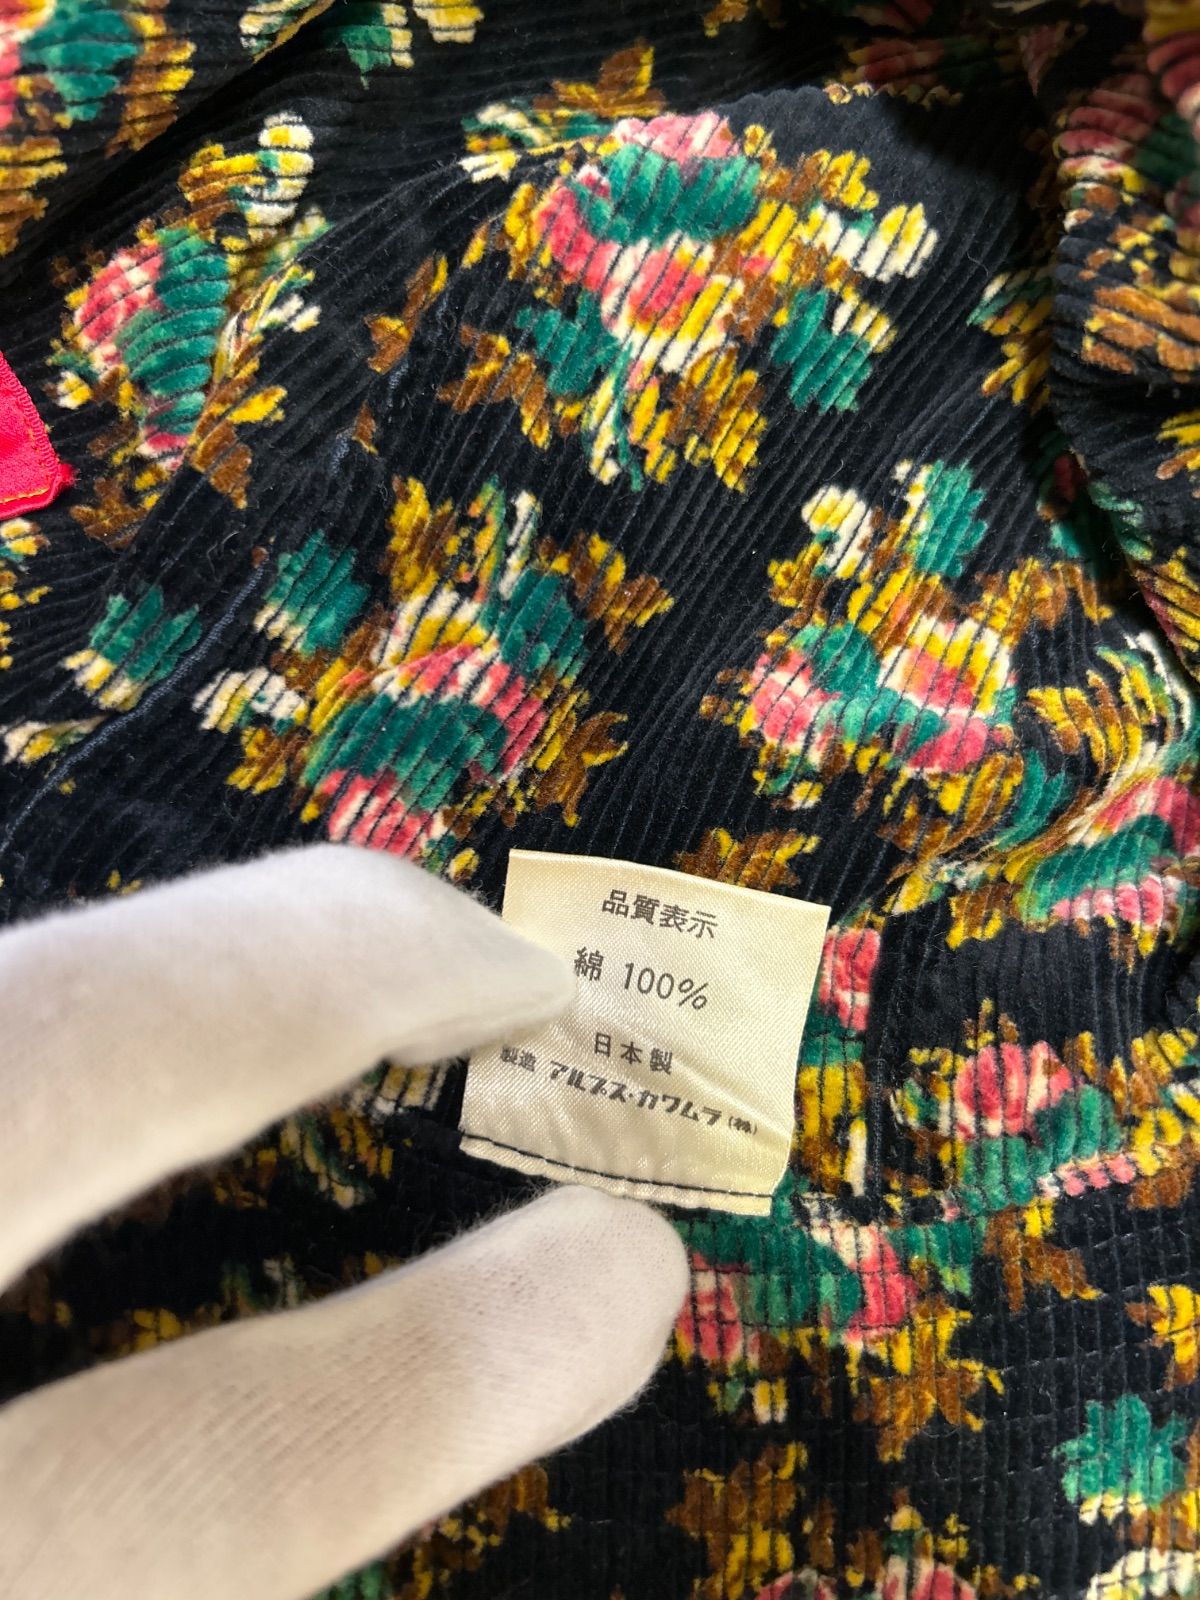 品質表示
綿 100%
日本製
製造 アルプス・カワムラ(株)